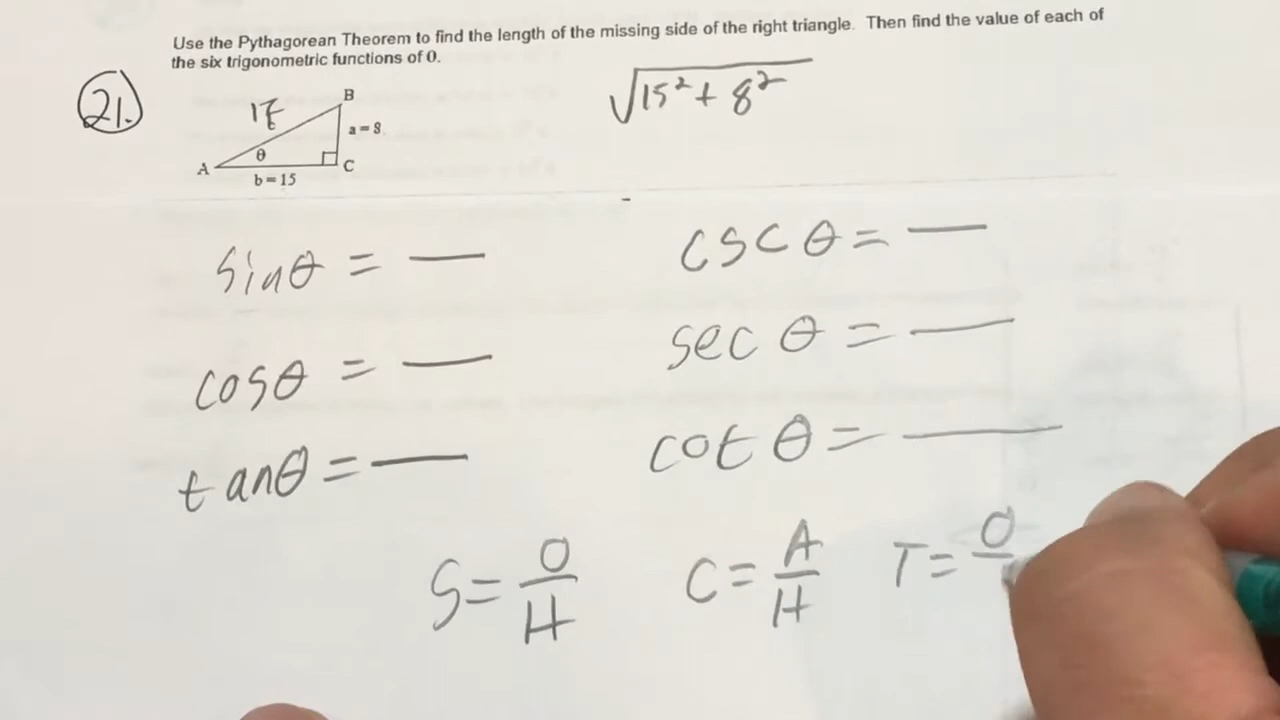 Use the Pythagorean Theorem to find the length of the missing side of the right triangle. Then find the value of each of
the six trigonometric functions of θ.
21.
√15² + 8²
17
B
a = 8
θ
A
C
b = 15
sinθ = —
cscθ = —
cosθ = —
secθ = —
tanθ = —
cotθ = —
S = O/H
C = A/H
T = O